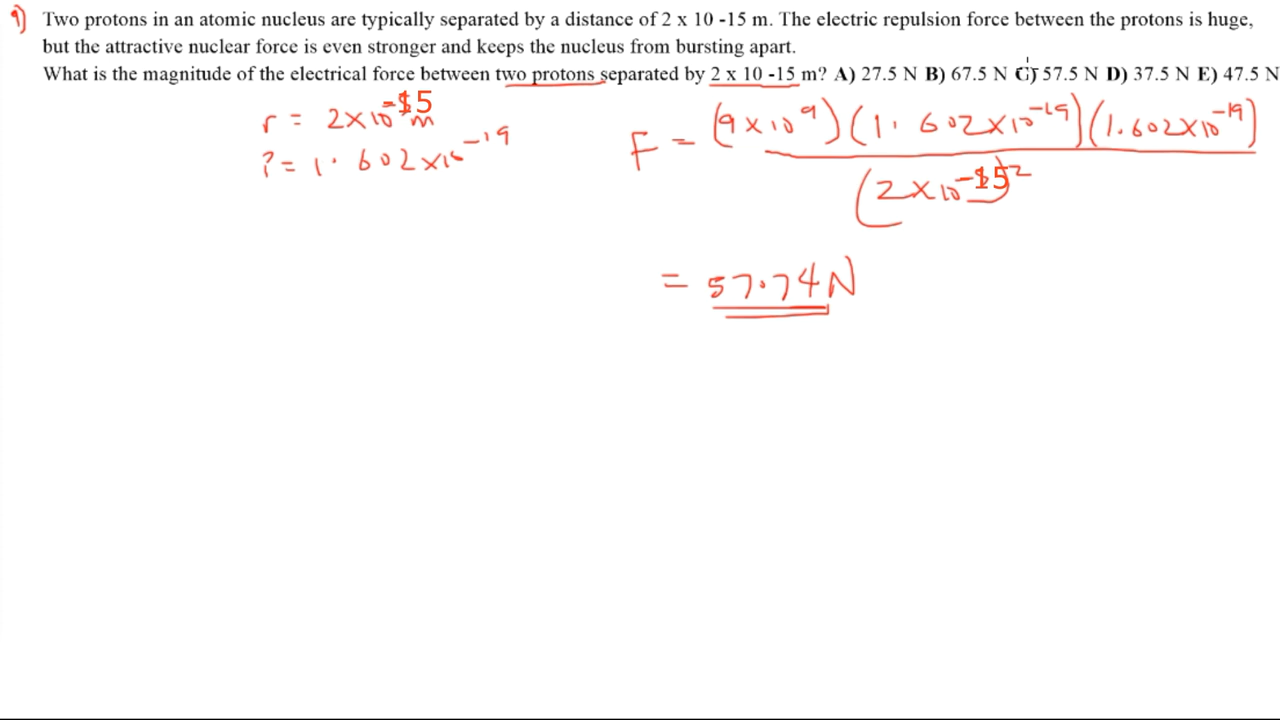 9) Two protons in an atomic nucleus are typically separated by a distance of 2 x 10 -15 m. The electric repulsion force between the protons is huge,
but the attractive nuclear force is even stronger and keeps the nucleus from bursting apart.
What is the magnitude of the electrical force between two protons separated by 2 x 10 -15 m? A) 27.5 N B) 67.5 N C) 57.5 N D) 37.5 N E) 47.5 N
r = 2×10⁻¹⁵ m
? = 1.602×10⁻¹⁹
F = (9×10⁹)(1.602×10⁻¹⁹)(1.602×10⁻¹⁹)
(2×10⁻¹⁵)²
= 57.74N